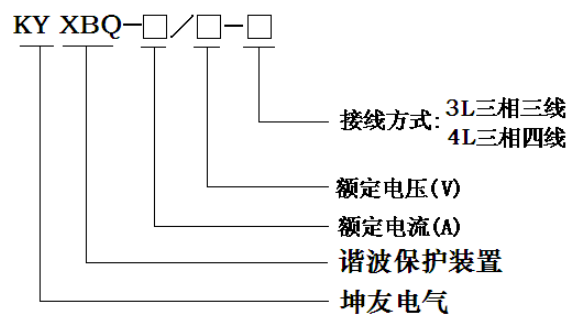 KY XBQ-□/□-□
接线方式:3L三相三线
4L三相四线
额定电压(V)
额定电流(A)
谐波保护装置
坤友电气